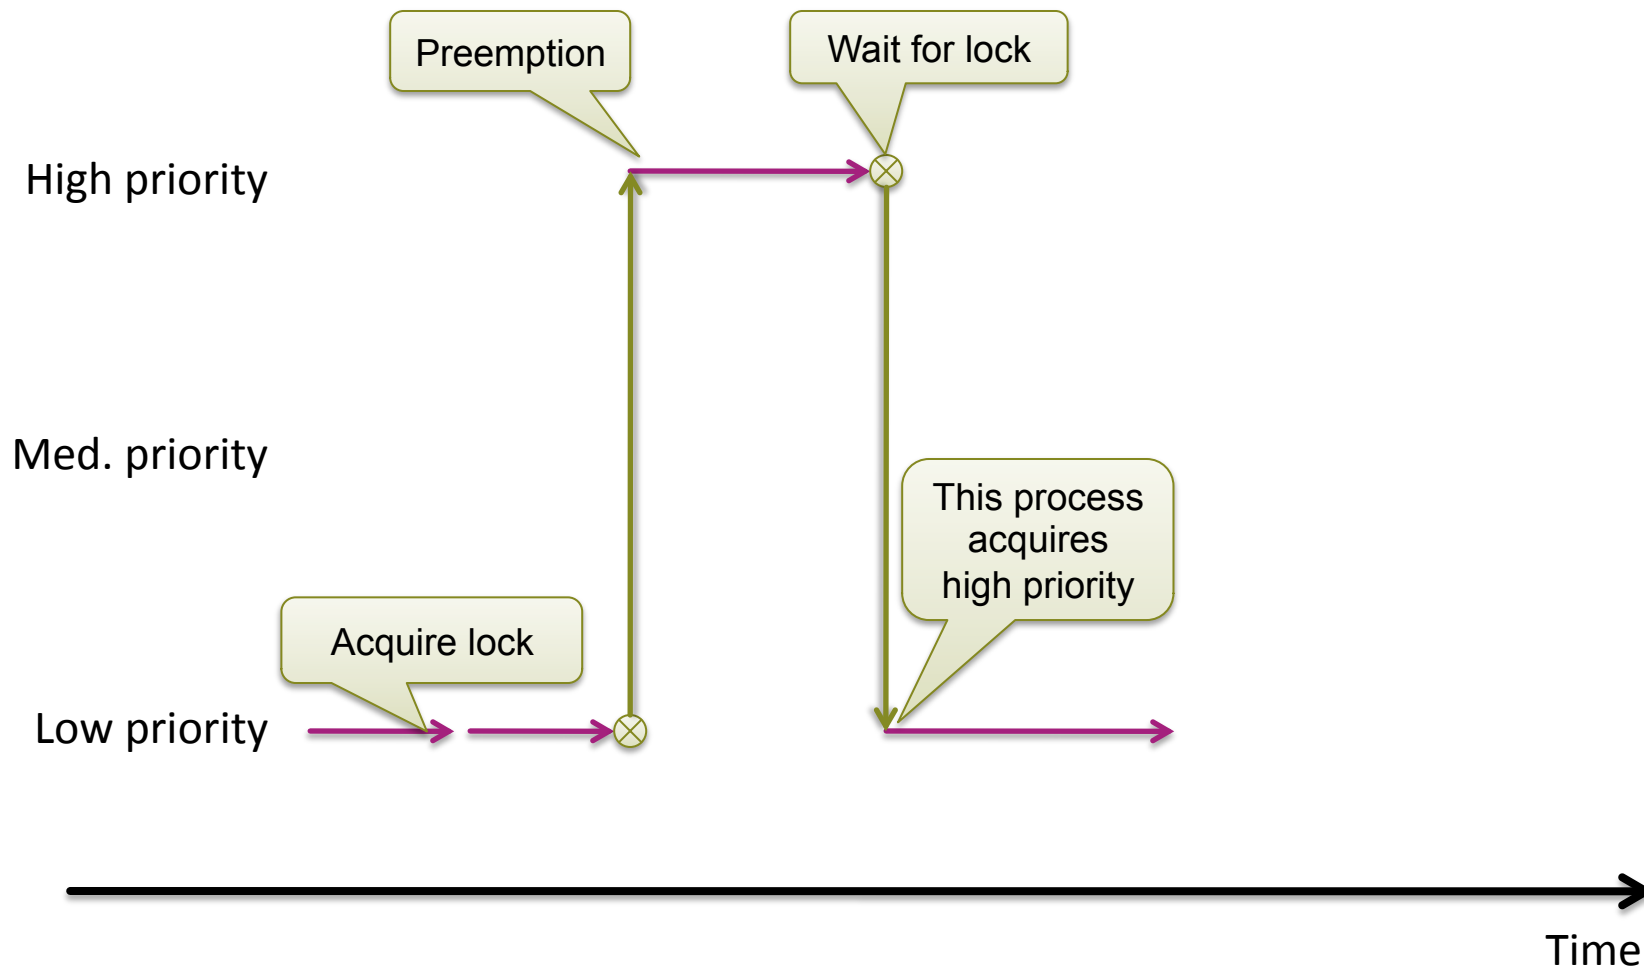 Preemption
Wait for lock
High priority
Med. priority
This process
acquires
high priority
Acquire lock
Low priority
Time